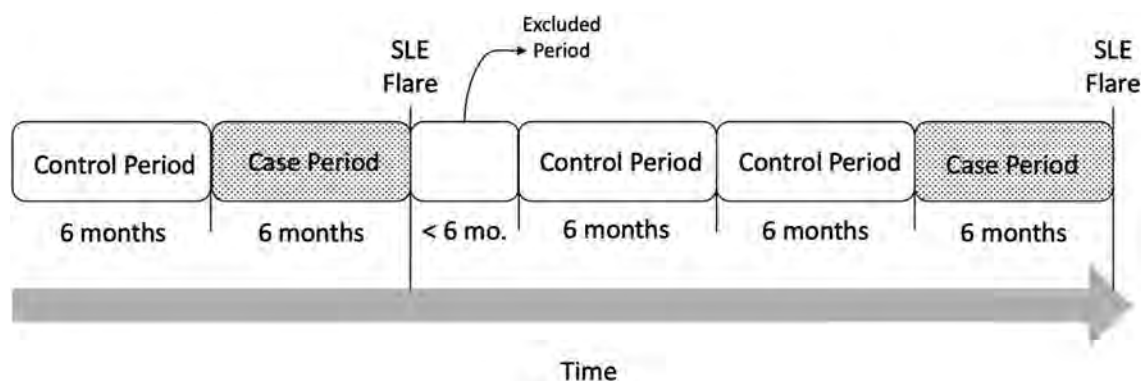 Excluded
Period
SLE
Flare
SLE
Flare
Control Period
Case Period
Control Period
Control Period
Case Period
6 months
6 months
< 6 mo.
6 months
6 months
6 months
Time